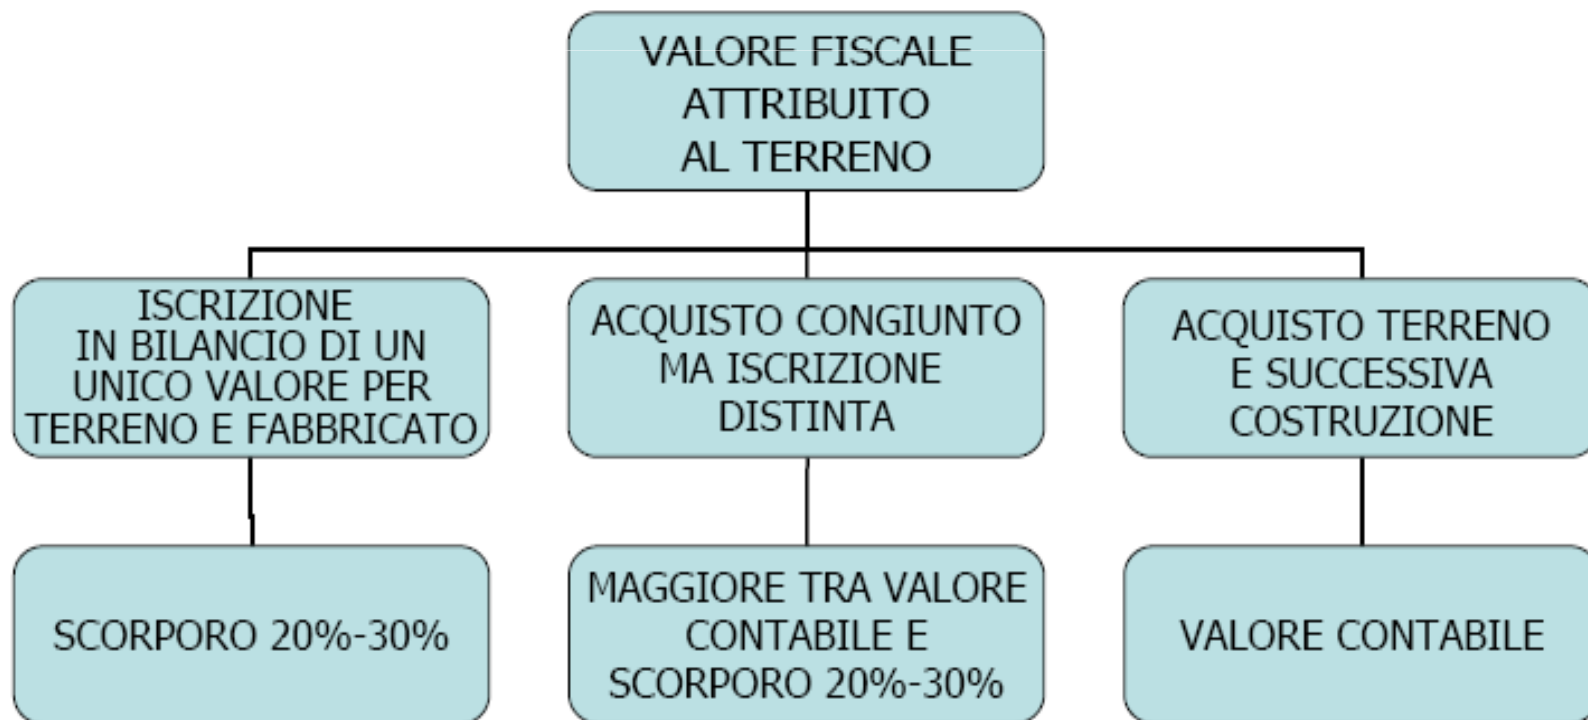 VALORE FISCALE
ATTRIBUITO
AL TERRENO
ISCRIZIONE
IN BILANCIO DI UN
UNICO VALORE PER
TERRENO E FABBRICATO
ACQUISTO CONGIUNTO
MA ISCRIZIONE
DISTINTA
ACQUISTO TERRENO
E SUCCESSIVA
COSTRUZIONE
SCORPORO 20%-30%
MAGGIORE TRA VALORE
CONTABILE E
SCORPORO 20%-30%
VALORE CONTABILE